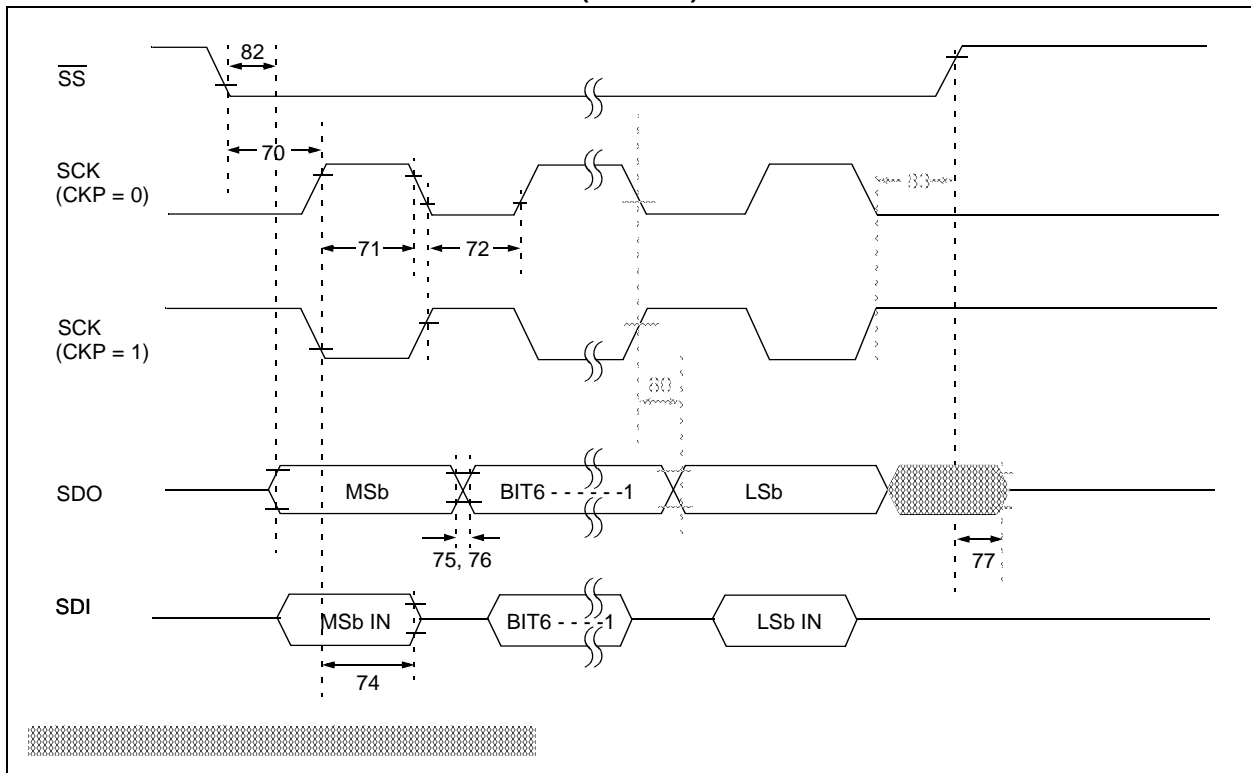 82
SS
70
SCK
(CKP = 0)
83
71
72
SCK
(CKP = 1)
80
SDO
MSb
BIT6 - - - - - -1
LSb
75, 76
77
SDI
MSb IN
BIT6 - - - -1
LSb IN
74